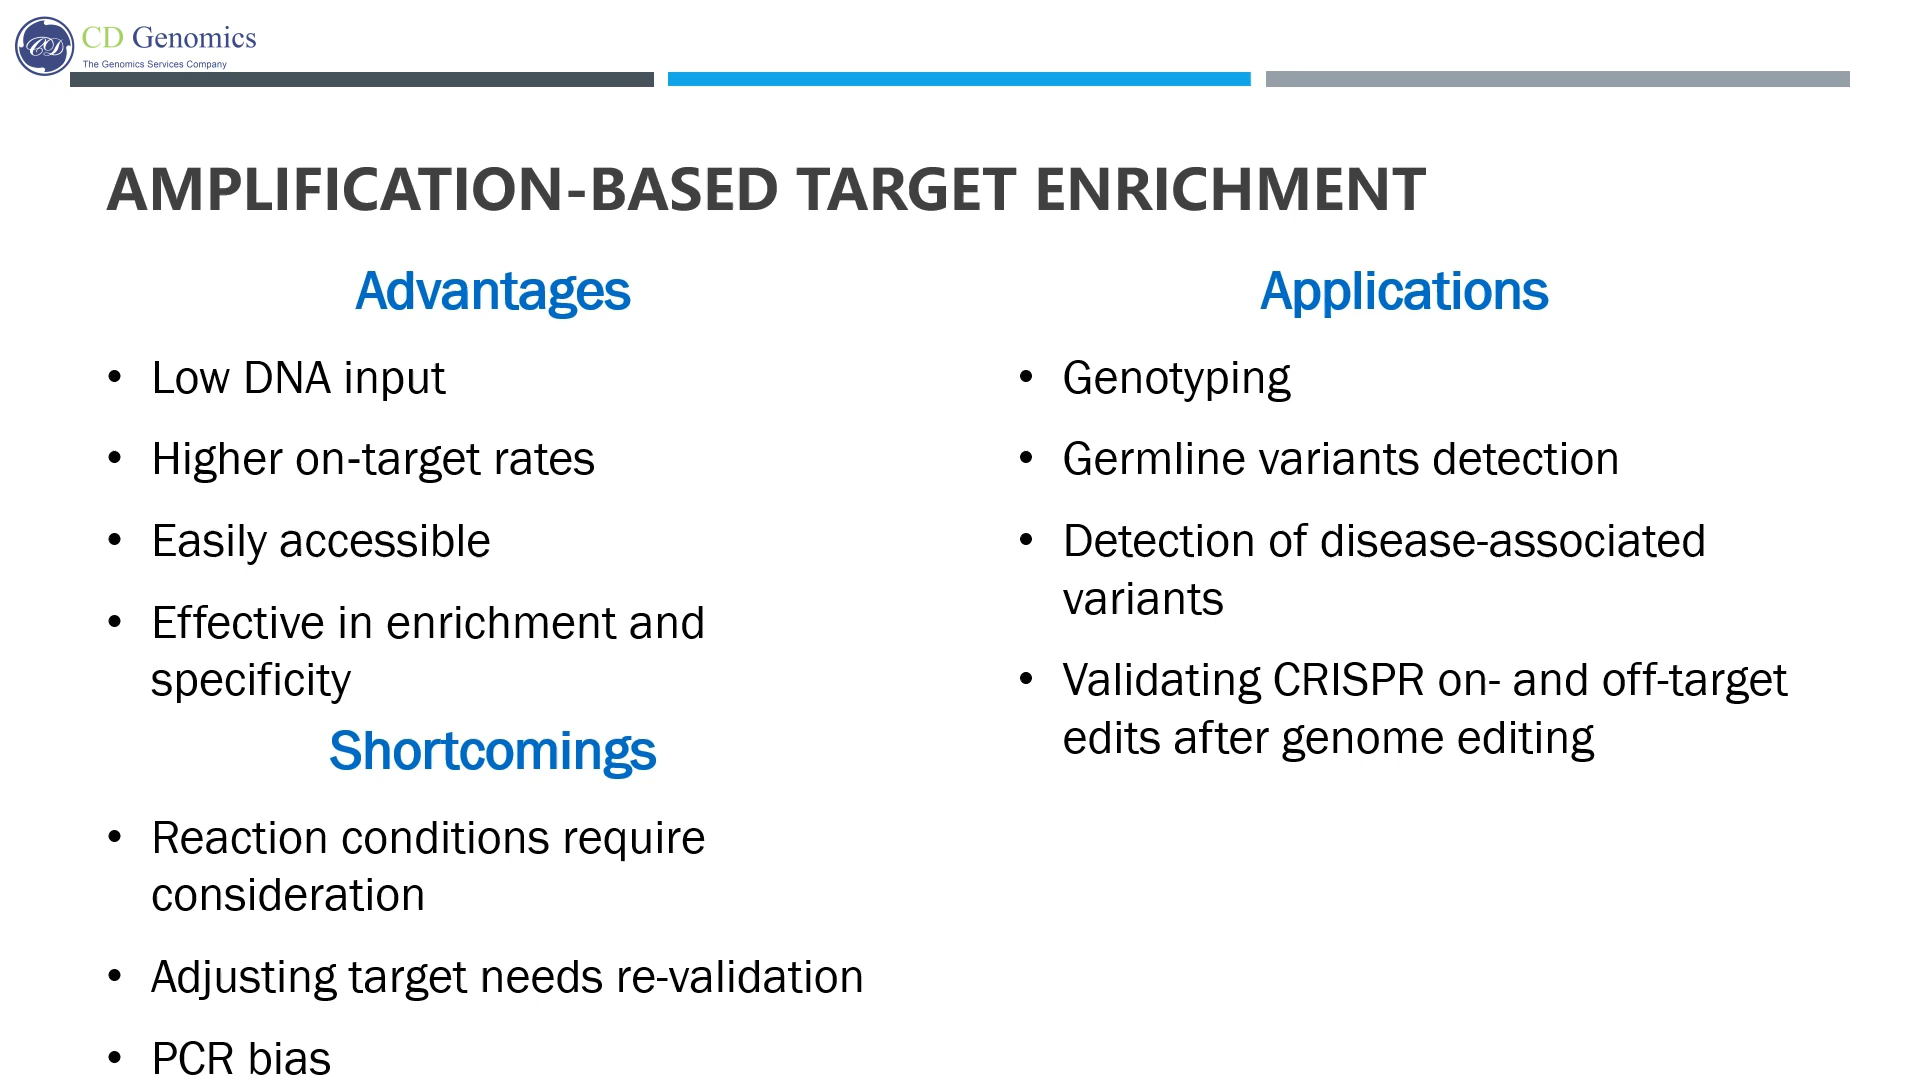 CD Genomics
The Genomics Services Company
AMPLIFICATION-BASED TARGET ENRICHMENT
Advantages
• Low DNA input
• Higher on-target rates
• Easily accessible
• Effective in enrichment and
specificity
Shortcomings
• Reaction conditions require
consideration
• Adjusting target needs re-validation
• PCR bias
Applications
• Genotyping
• Germline variants detection
• Detection of disease-associated
variants
• Validating CRISPR on- and off-target
edits after genome editing